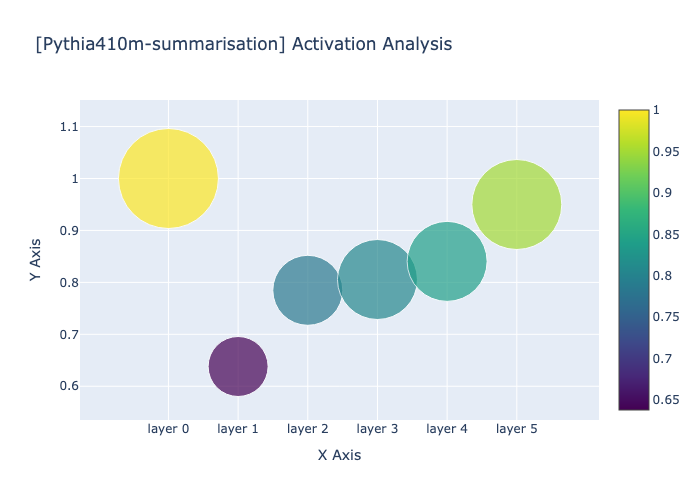 [Pythia410m-summarisation] Activation Analysis
Y Axis
1.1
1
0.9
0.8
0.7
0.6
layer 0
layer 1
layer 2
layer 3
layer 4
layer 5
X Axis
1
0.95
0.9
0.85
0.8
0.75
0.7
0.65